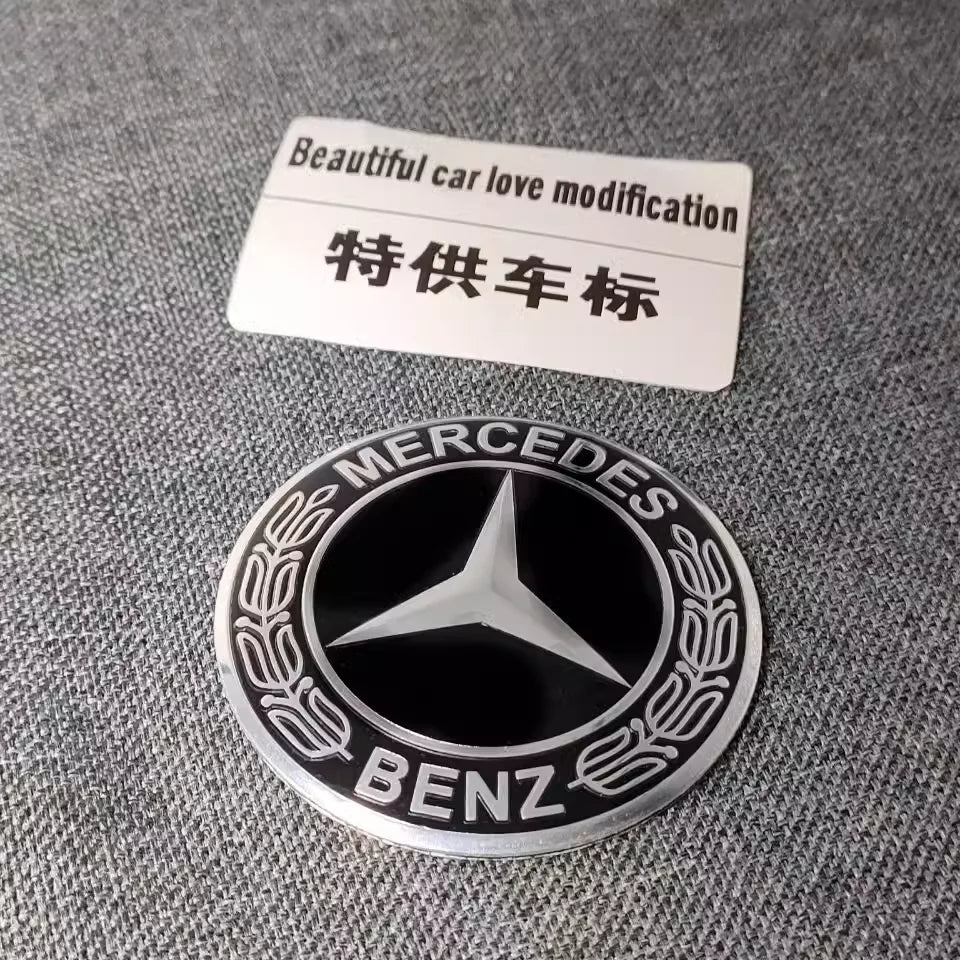 Beautiful car love modification
特供车标
MERCEDES
BENZ